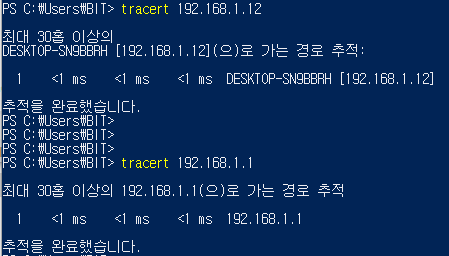 PS C:₩Users₩BIT> tracert 192.168.1.12
최대 30홉 이상의
DESKTOP-SN9BBRH [192.168.1.12](으)로 가는 경로 추적:
1 <1 ms <1 ms <1 ms DESKTOP-SN9BBRH [192.168.1.12]
추적을 완료했습니다.
PS C:₩Users₩BIT>
PS C:₩Users₩BIT>
PS C:₩Users₩BIT>
PS C:₩Users₩BIT> tracert 192.168.1.1
최대 30홉 이상의 192.168.1.1(으)로 가는 경로 추적
1 <1 ms <1 ms <1 ms 192.168.1.1
추적을 완료했습니다.